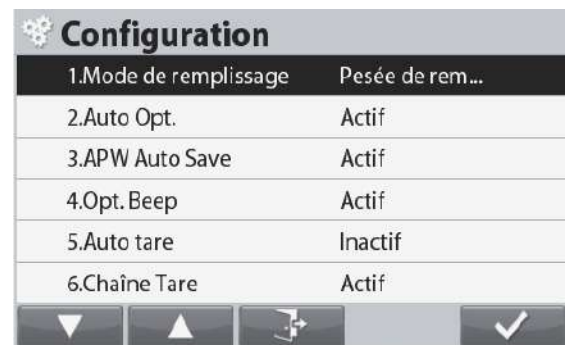 Configuration
1.Mode de remplissage Pesée de rem...
2.Auto Opt. Actif
3.APW Auto Save Actif
4.Opt. Beep Actif
5.Auto tare Inactif
6.Chaîne Tare Actif